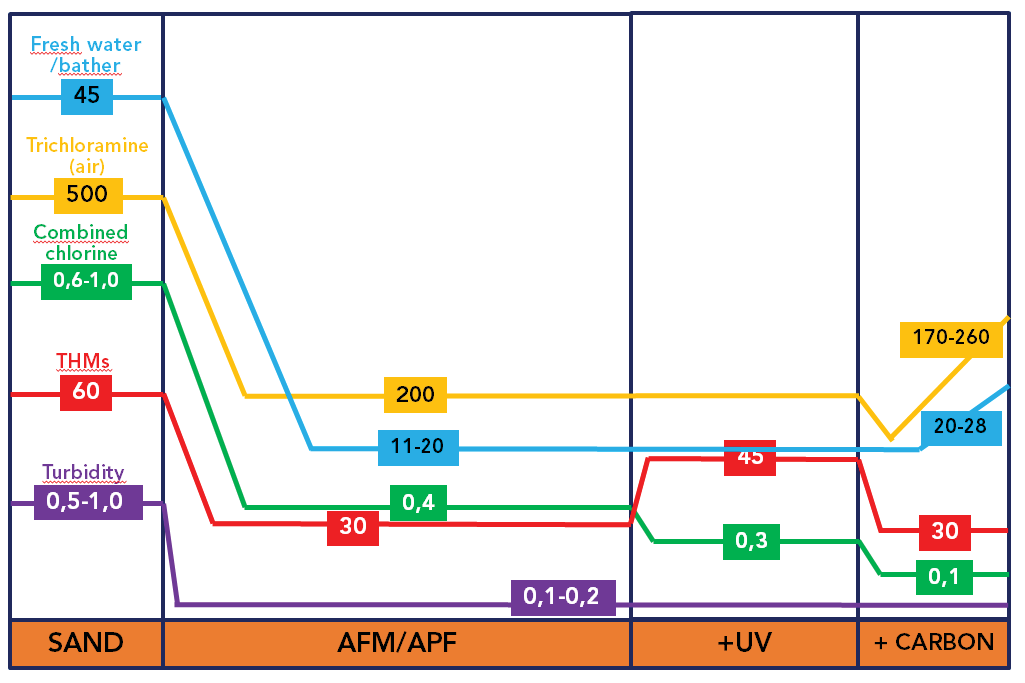 Fresh water
/bather
45
Trichloramine
(air)
500
Combined
chlorine
0,6-1,0
THMs
60
Turbidity
0,5-1,0
200
11-20
0,4
30
0,1-0,2
45
0,3
170-260
20-28
30
0,1
SAND
AFM/APF
+UV
+ CARBON